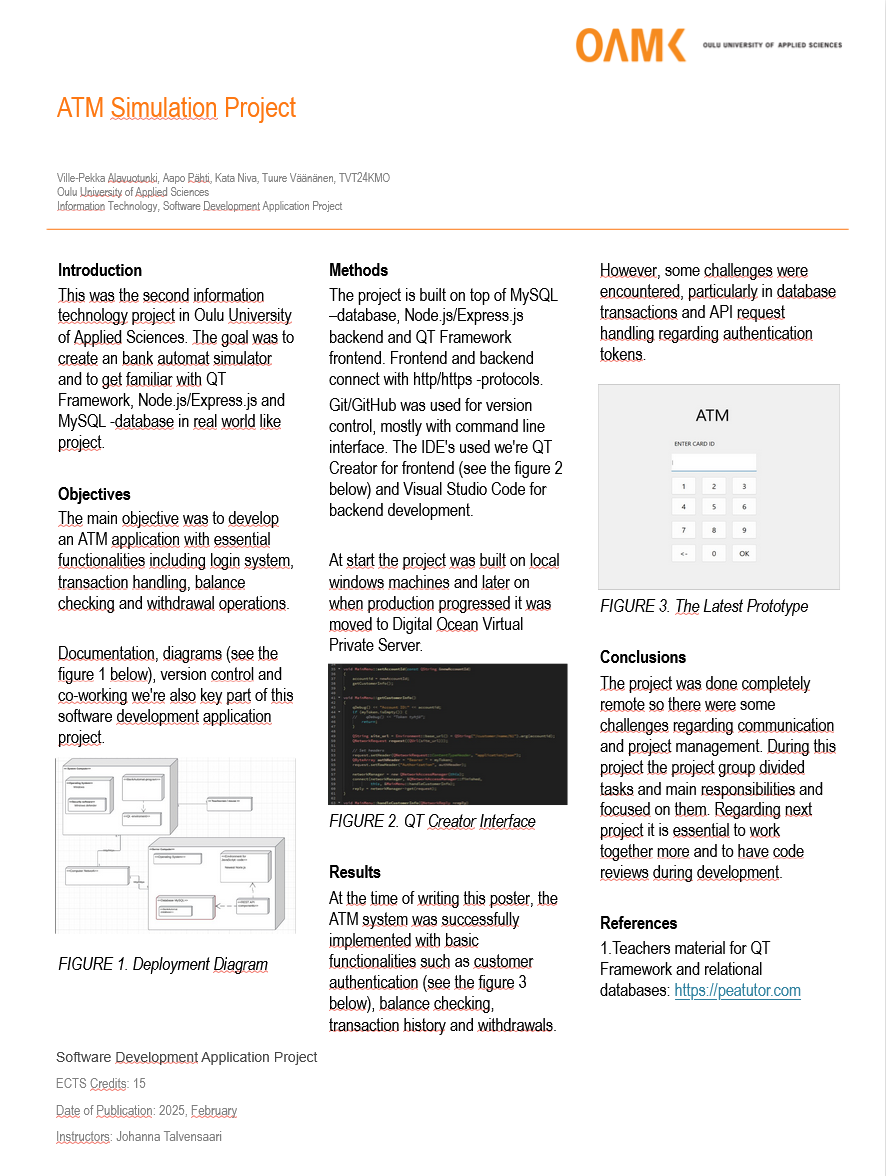 OAMK OULU UNIVERSITY OF APPLIED SCIENCES
ATM Simulation Project
Ville-Pekka Alavuotunki, Aapo Pähti, Kata Niva, Tuure Väänänen, TVT24KMO
Oulu University of Applied Sciences
Information Technology, Software Development Application Project
Introduction
This was the second information
technology project in Oulu University
of Applied Sciences. The goal was to
create an bank automat simulator
and to get familiar with QT
Framework, Node.js/Express.js and
MySQL -database in real world like
project.
Objectives
The main objective was to develop
an ATM application with essential
functionalities including login system,
transaction handling, balance
checking and withdrawal operations.
Documentation, diagrams (see the
figure 1 below), version control and
co-working we're also key part of this
software development application
project.
FIGURE 1. Deployment Diagram
Methods
The project is built on top of MySQL
–database, Node.js/Express.js
backend and QT Framework
frontend. Frontend and backend
connect with http/https -protocols.
Git/GitHub was used for version
control, mostly with command line
interface. The IDE's used we're QT
Creator for frontend (see the figure 2
below) and Visual Studio Code for
backend development.
At start the project was built on local
windows machines and later on
when production progressed it was
moved to Digital Ocean Virtual
Private Server.
FIGURE 2. QT Creator Interface
Results
At the time of writing this poster, the
ATM system was successfully
implemented with basic
functionalities such as customer
authentication (see the figure 3
below), balance checking,
transaction history and withdrawals.
However, some challenges were
encountered, particularly in database
transactions and API request
handling regarding authentication
tokens.
ATM
ENTER CARD ID
1 2 3
4 5 6
7 8 9
<- 0 OK
FIGURE 3. The Latest Prototype
Conclusions
The project was done completely
remote so there were some
challenges regarding communication
and project management. During this
project the project group divided
tasks and main responsibilities and
focused on them. Regarding next
project it is essential to work
together more and to have code
reviews during development.
References
1.Teachers material for QT
Framework and relational
databases: https://peatutor.com
Software Development Application Project
ECTS Credits: 15
Date of Publication: 2025, February
Instructors: Johanna Talvensaari